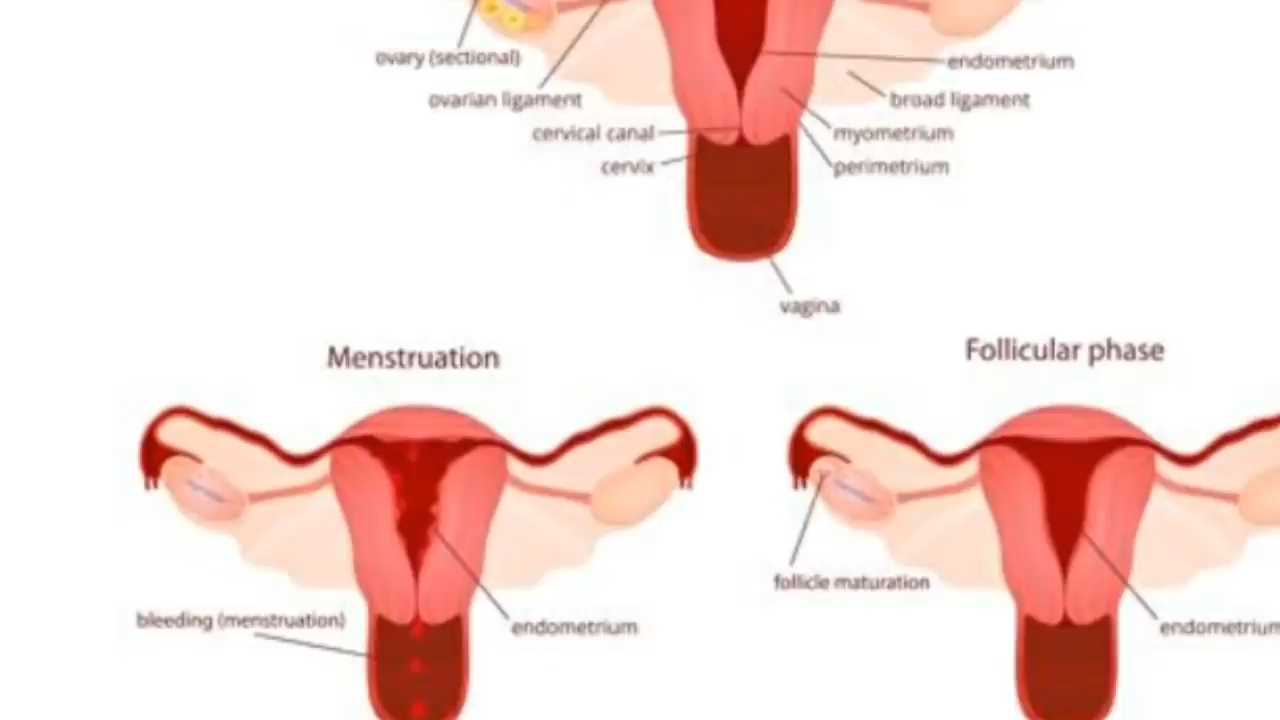 ovary (sectional)
endometrium
ovarian ligament
broad ligament
cervical canal
myometrium
cervix
perimetrium
vagina
Menstruation
Follicular phase
follicle maturation
bleeding (menstruation)
endometrium
endometrium